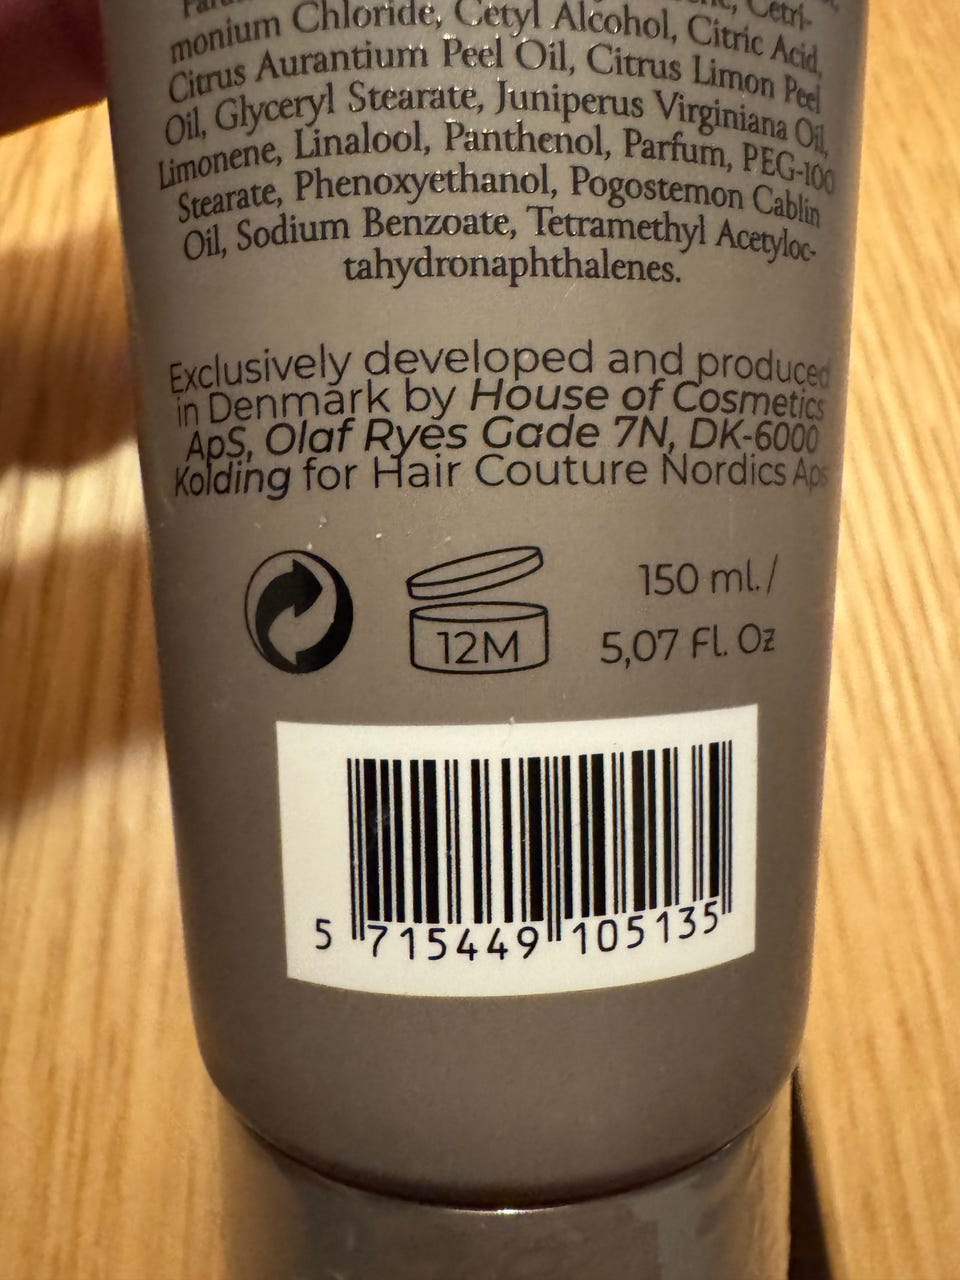 monium Chloride, Cetyl Alcohol, Citric Acid,
Citrus Aurantium Peel Oil, Citrus Limon Peel
Oil, Glyceryl Stearate, Juniperus Virginiana Oil,
Limonene, Linalool, Panthenol, Parfum, PEG-100
Stearate, Phenoxyethanol, Pogostemon Cablin
Oil, Sodium Benzoate, Tetramethyl Acetyloc-
tahydronaphthalenes.
Exclusively developed and produced
in Denmark by House of Cosmetics
ApS, Olaf Ryes Gade 7N, DK-6000
Kolding for Hair Couture Nordics Aps
12M
150 ml./
5,07 Fl. Oz
5 715449 105135